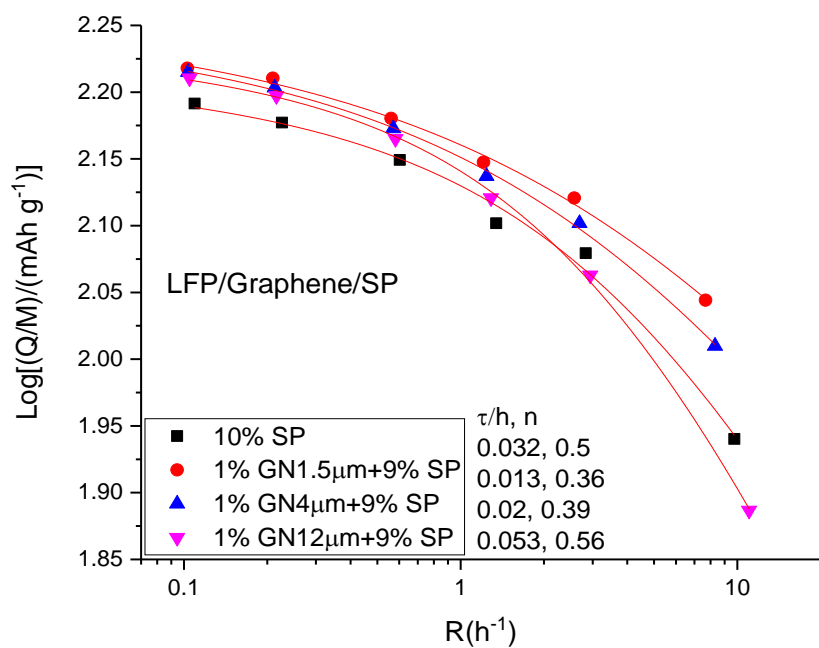 2.25
2.20
2.15
2.10
2.05
2.00
1.95
1.90
1.85
Log[(Q/M)/(mAh g⁻¹)]
LFP/Graphene/SP
τ/h, n
10% SP 0.032, 0.5
1% GN1.5μm+9% SP 0.013, 0.36
1% GN4μm+9% SP 0.02, 0.39
1% GN12μm+9% SP 0.053, 0.56
0.1 1 10
R(h⁻¹)